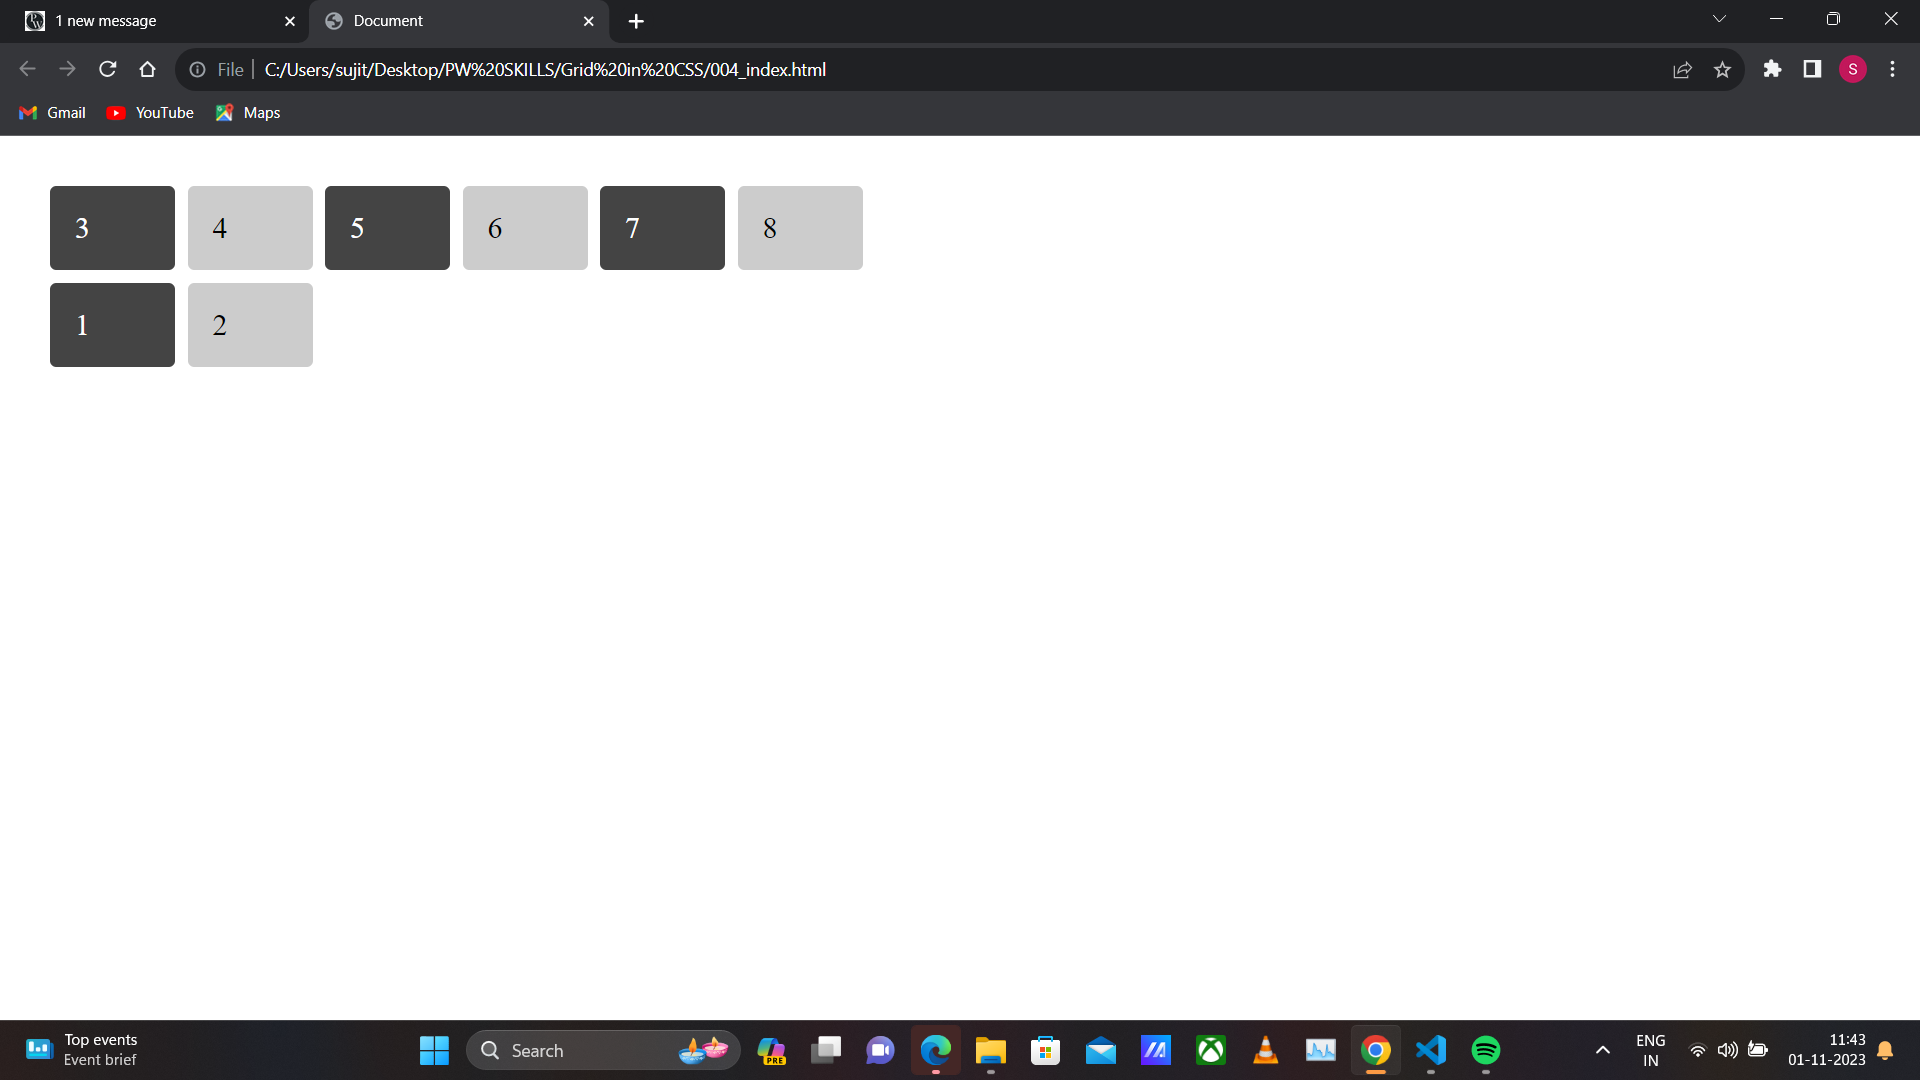 1 new message
Document
File
C:/Users/sujit/Desktop/PW%20SKILLS/Grid%20in%20CSS/004_index.html
S
Gmail
YouTube
Maps
3 4 5 6 7 8
1 2
Top events
Event brief
Search
PRE
ENG
IN
11:43
01-11-2023